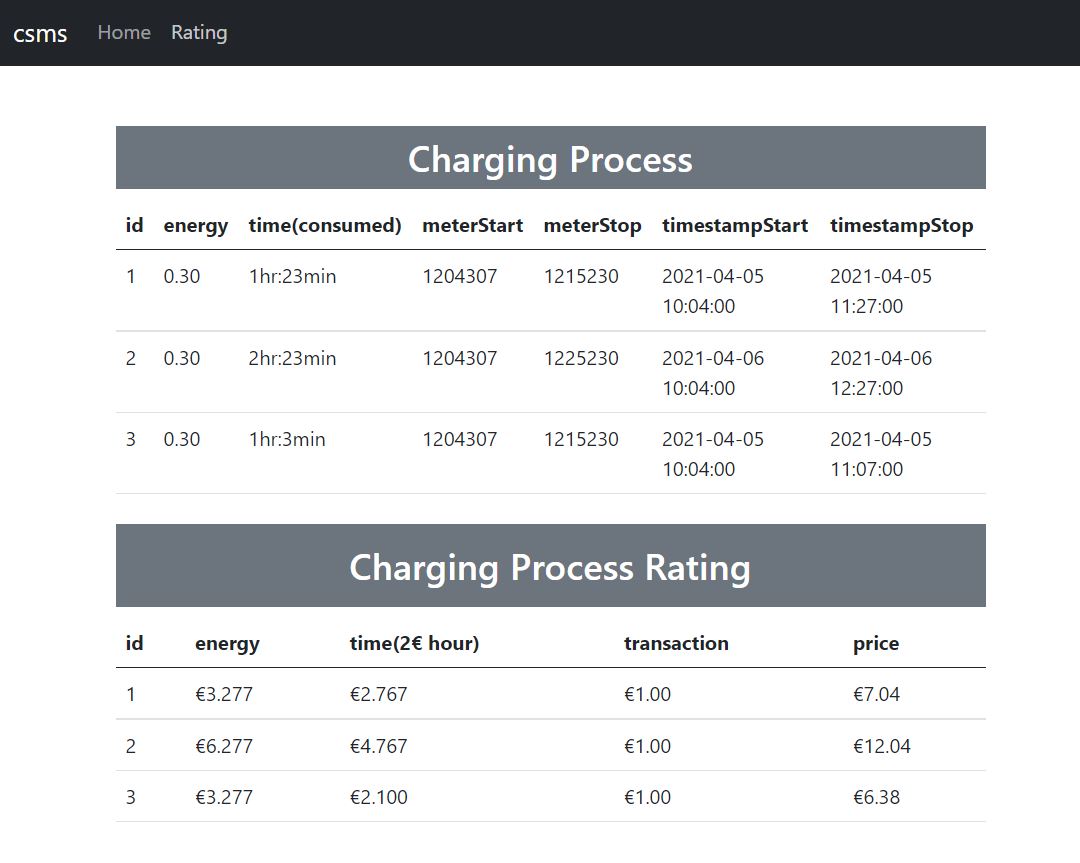 csms Home Rating
Charging Process
id energy time(consumed) meterStart meterStop timestampStart timestampStop
1 0.30 1hr:23min 1204307 1215230 2021-04-05 2021-04-05
10:04:00 11:27:00
2 0.30 2hr:23min 1204307 1225230 2021-04-06 2021-04-06
10:04:00 12:27:00
3 0.30 1hr:3min 1204307 1215230 2021-04-05 2021-04-05
10:04:00 11:07:00
Charging Process Rating
id energy time(2€ hour) transaction price
1 €3.277 €2.767 €1.00 €7.04
2 €6.277 €4.767 €1.00 €12.04
3 €3.277 €2.100 €1.00 €6.38